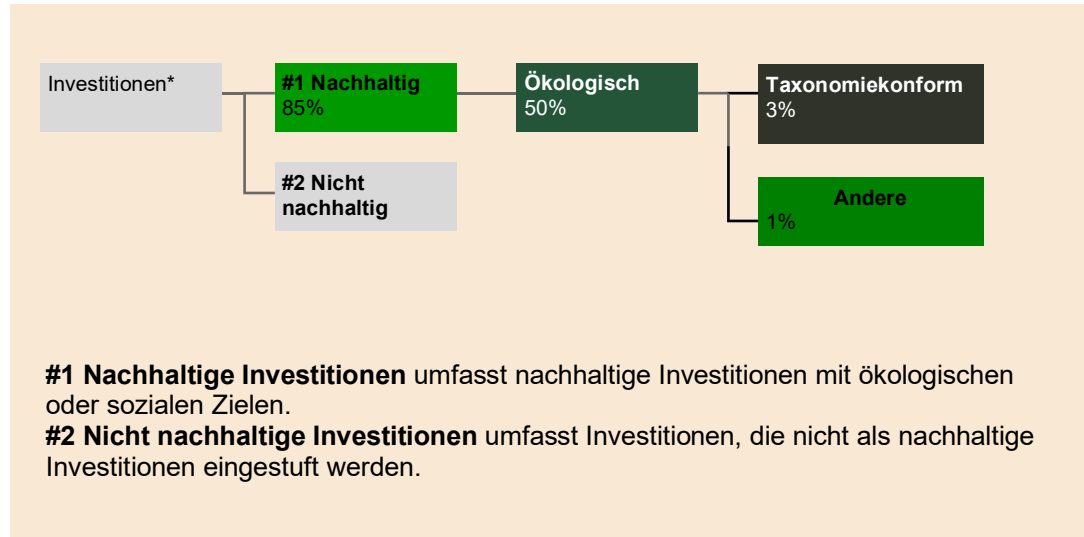 Investitionen*
#1 Nachhaltig
85%
#2 Nicht
nachhaltig
Ökologisch
50%
Taxonomiekonform
3%
Andere
1%
#1 Nachhaltige Investitionen umfasst nachhaltige Investitionen mit ökologischen
oder sozialen Zielen.
#2 Nicht nachhaltige Investitionen umfasst Investitionen, die nicht als nachhaltige
Investitionen eingestuft werden.